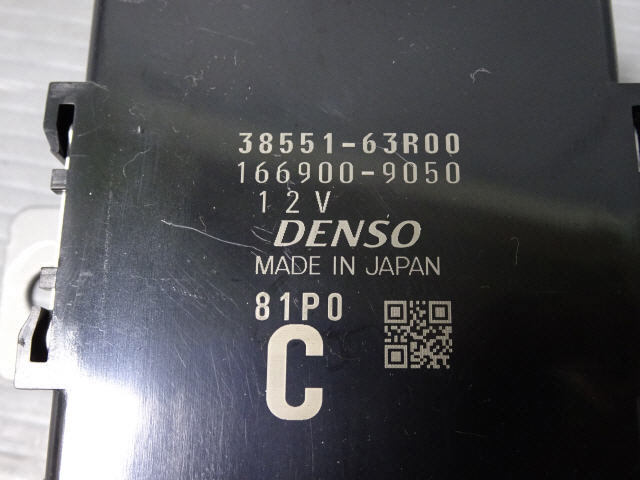 38551-63R00
166900-9050
12V
DENSO
MADE IN JAPAN
81P0
C